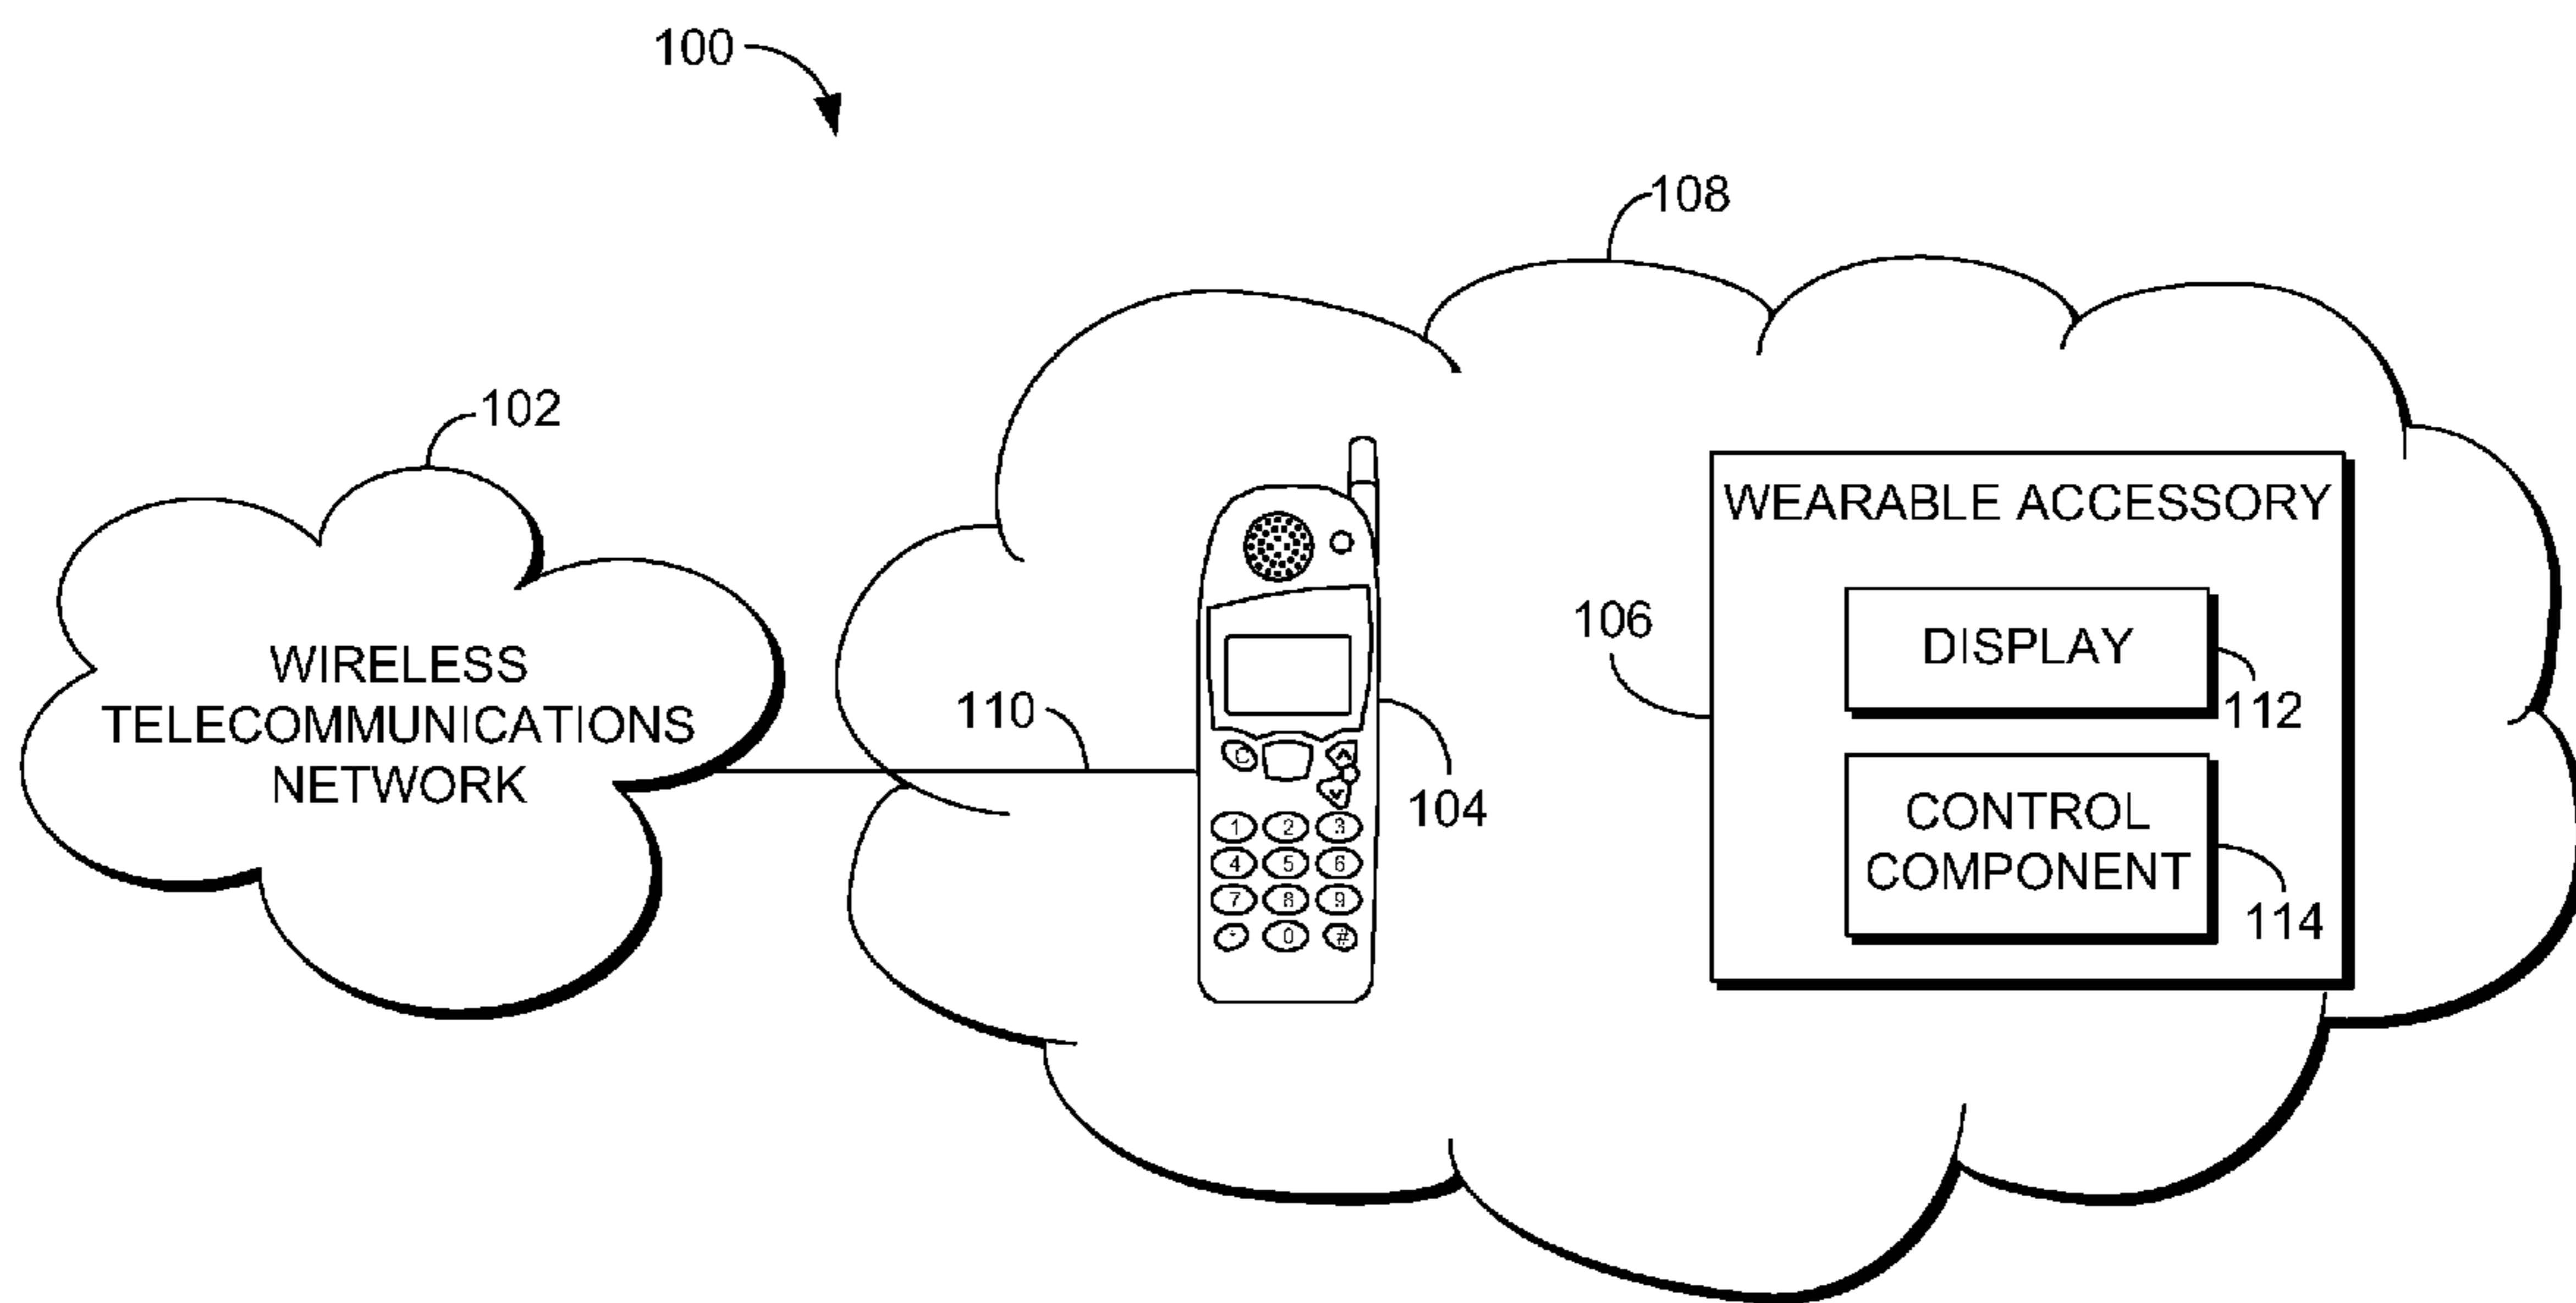 100
108
102
WIRELESS
TELECOMMUNICATIONS
NETWORK
110
104
C
1 2 3
4 5 6
7 8 9
* 0 #
106
WEARABLE ACCESSORY
DISPLAY
112
CONTROL
COMPONENT
114